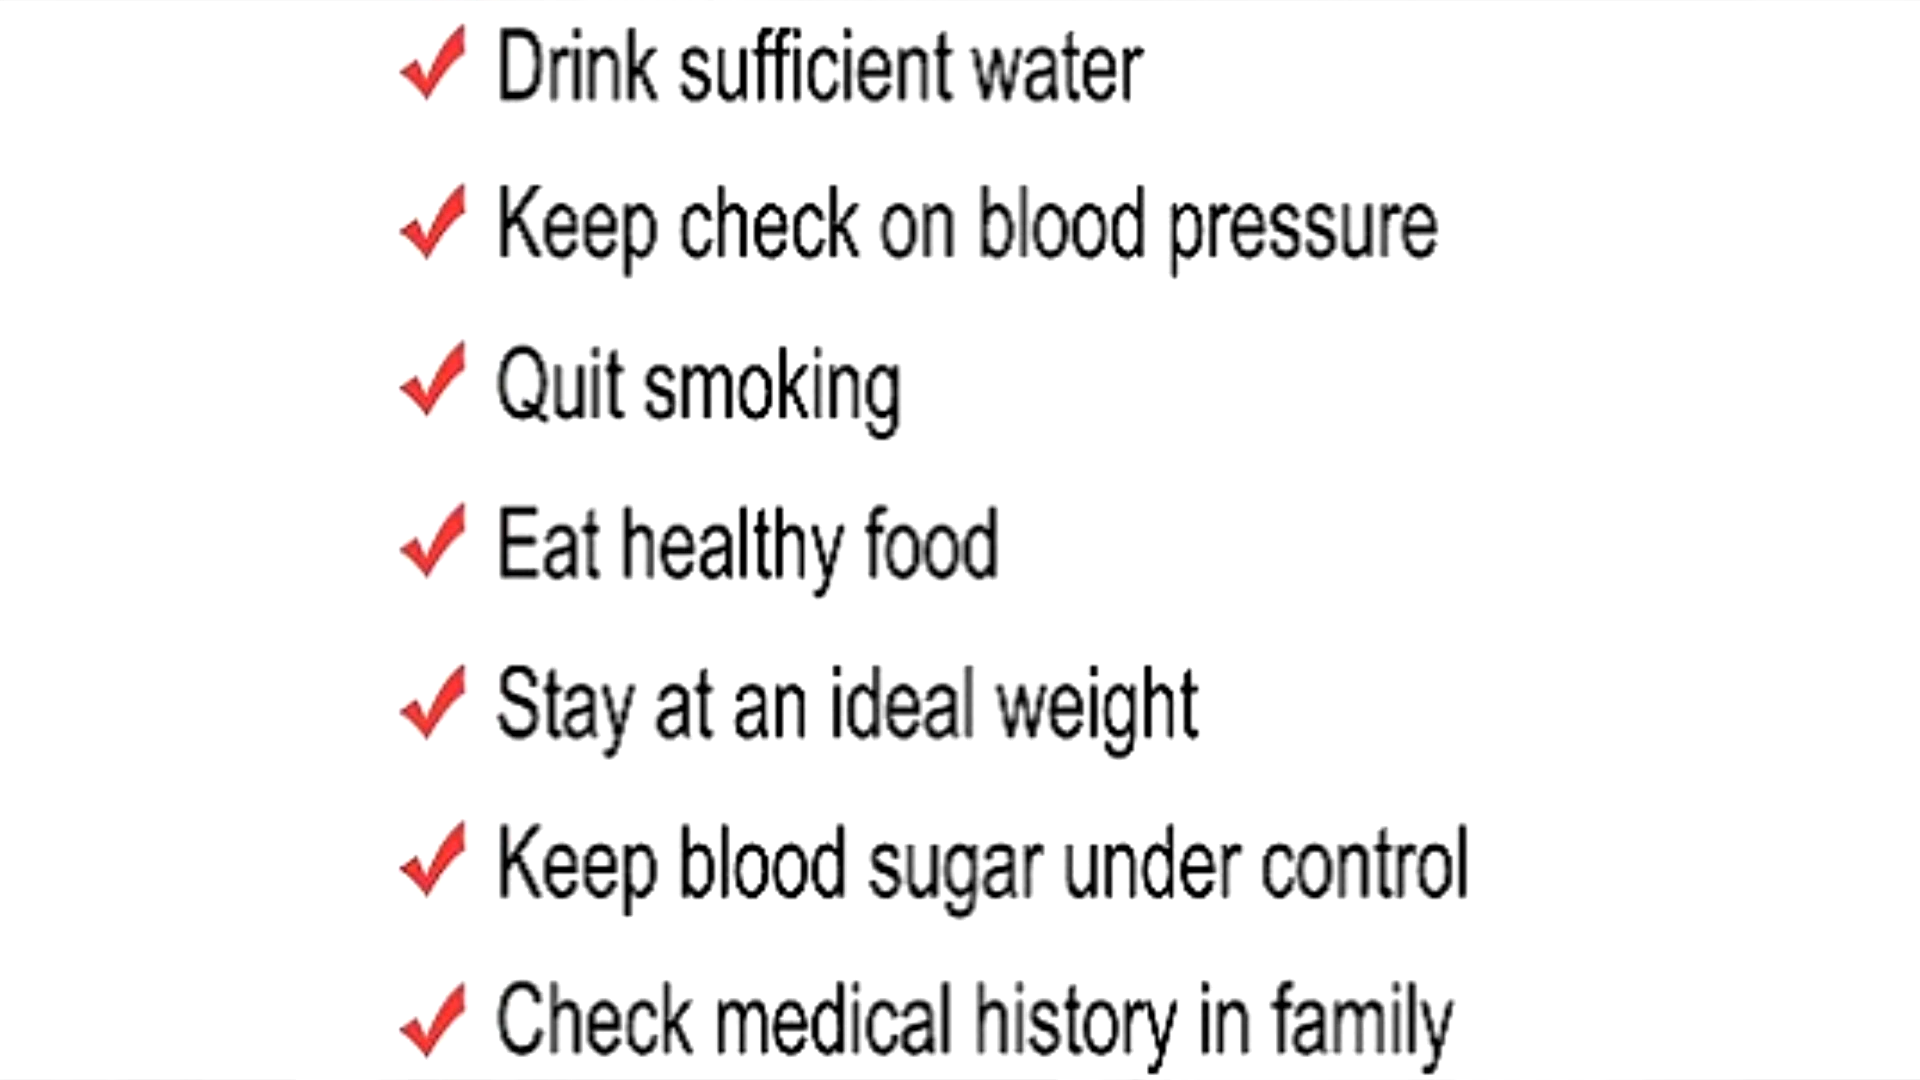 Drink sufficient water
Keep check on blood pressure
Quit smoking
Eat healthy food
Stay at an ideal weight
Keep blood sugar under control
Check medical history in family